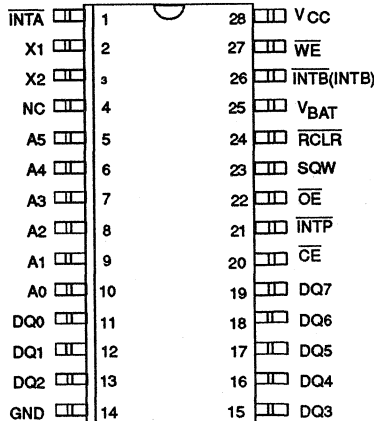 INTA 1 28 VCC
X1 2 27 WE
X2 3 26 INTB(INTB)
NC 4 25 VBAT
A5 5 24 RCLR
A4 6 23 SQW
A3 7 22 OE
A2 8 21 INTP
A1 9 20 CE
A0 10 19 DQ7
DQ0 11 18 DQ6
DQ1 12 17 DQ5
DQ2 13 16 DQ4
GND 14 15 DQ3